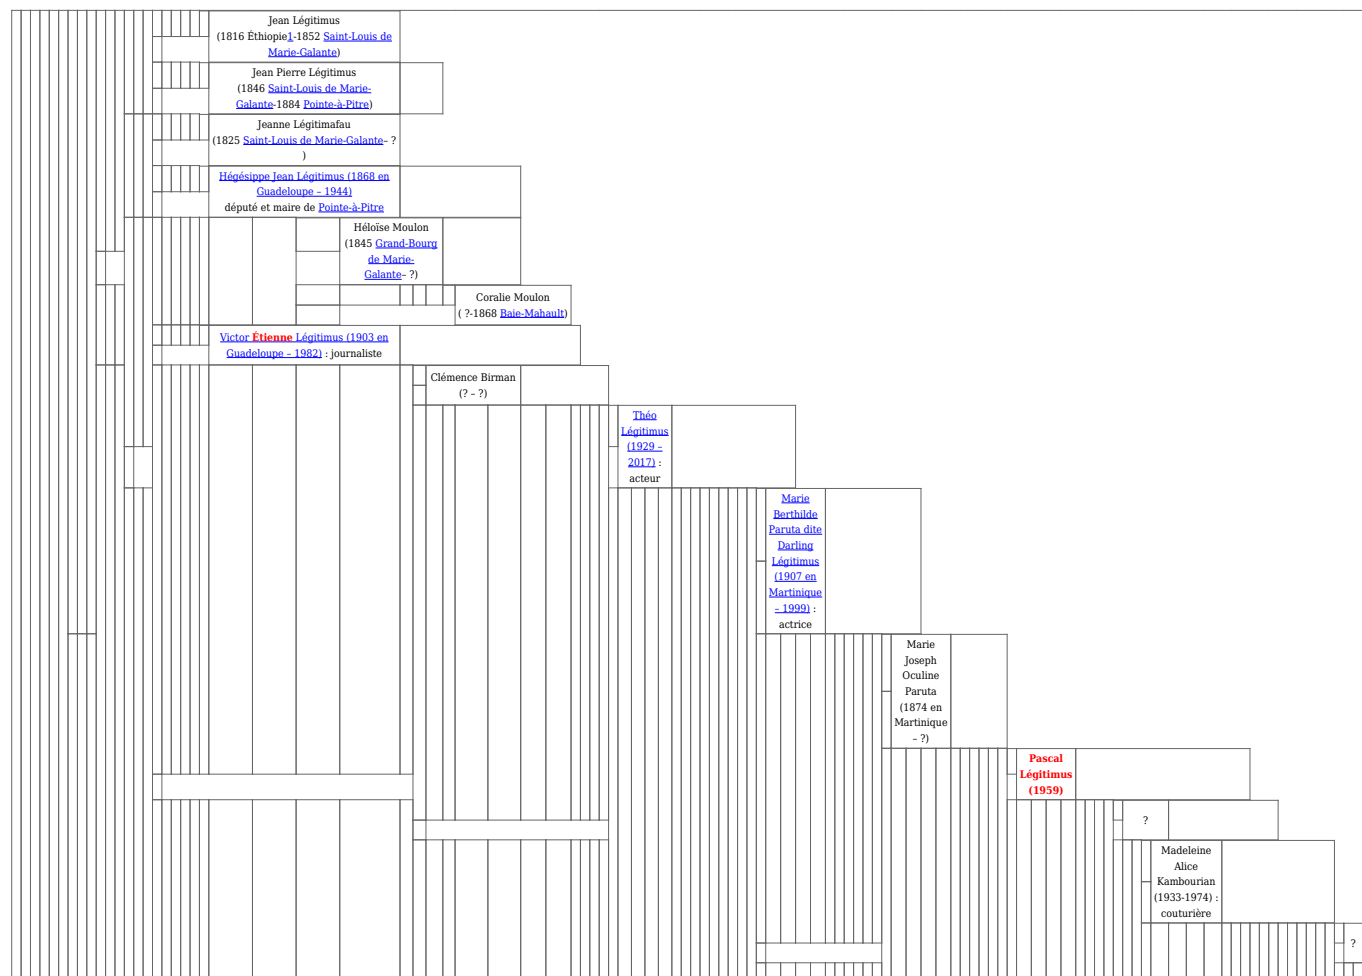 Jean Légitimus
(1816 Éthiopie1-1852 Saint-Louis de
Marie-Galante)
Jean Pierre Légitimus
(1846 Saint-Louis de Marie-
Galante-1884 Pointe-à-Pitre)
Jeanne Légitimafau
(1825 Saint-Louis de Marie-Galante– ?
)
Hégésippe Jean Légitimus (1868 en
Guadeloupe – 1944)
député et maire de Pointe-à-Pitre
Héloïse Moulon
(1845 Grand-Bourg
de Marie-
Galante– ?)
Coralie Moulon
( ?-1868 Baie-Mahault)
Victor Étienne Légitimus (1903 en
Guadeloupe – 1982) : journaliste
Clémence Birman
(? – ?)
Théo
Légitimus
(1929 –
2017) :
acteur
Marie
Berthilde
Paruta dite
Darling
Légitimus
(1907 en
Martinique
– 1999) :
actrice
Marie
Joseph
Oculine
Paruta
(1874 en
Martinique
– ?)
Pascal
Légitimus
(1959)
?
Madeleine
Alice
Kambourian
(1933-1974) :
couturière
?